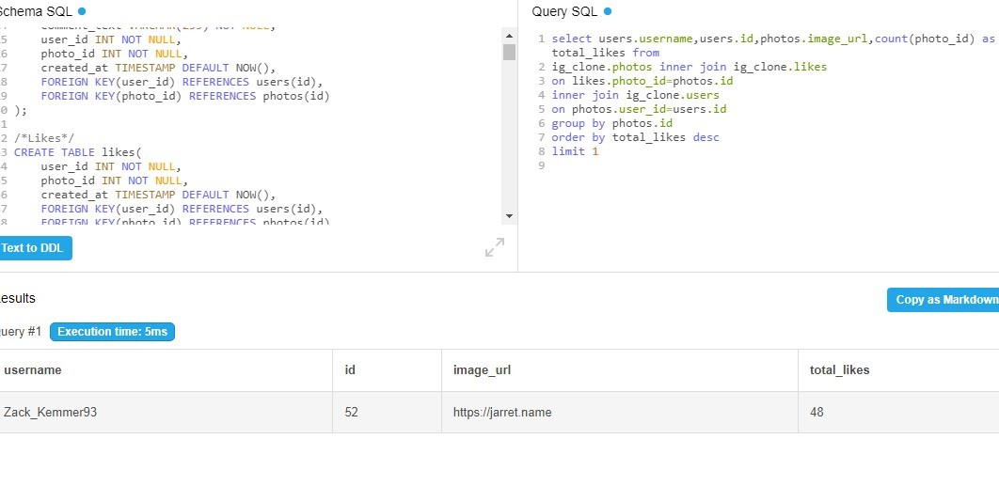 Schema SQL
comment_text VARCHAR(255) NOT NULL,
5 user_id INT NOT NULL,
6 photo_id INT NOT NULL,
7 created_at TIMESTAMP DEFAULT NOW(),
8 FOREIGN KEY(user_id) REFERENCES users(id),
9 FOREIGN KEY(photo_id) REFERENCES photos(id)
0 );
1
2 /*Likes*/
3 CREATE TABLE likes(
4 user_id INT NOT NULL,
5 photo_id INT NOT NULL,
6 created_at TIMESTAMP DEFAULT NOW(),
7 FOREIGN KEY(user_id) REFERENCES users(id),
8 FOREIGN KEY(photo_id) REFERENCES photos(id)
Text to DDL
Query SQL
1 select users.username,users.id,photos.image_url,count(photo_id) as
total_likes from
2 ig_clone.photos inner join ig_clone.likes
3 on likes.photo_id=photos.id
4 inner join ig_clone.users
5 on photos.user_id=users.id
6 group by photos.id
7 order by total_likes desc
8 limit 1
9
esults
Copy as Markdown
uery #1 Execution time: 5ms
username id image_url total_likes
Zack_Kemmer93 52 https://jarret.name 48